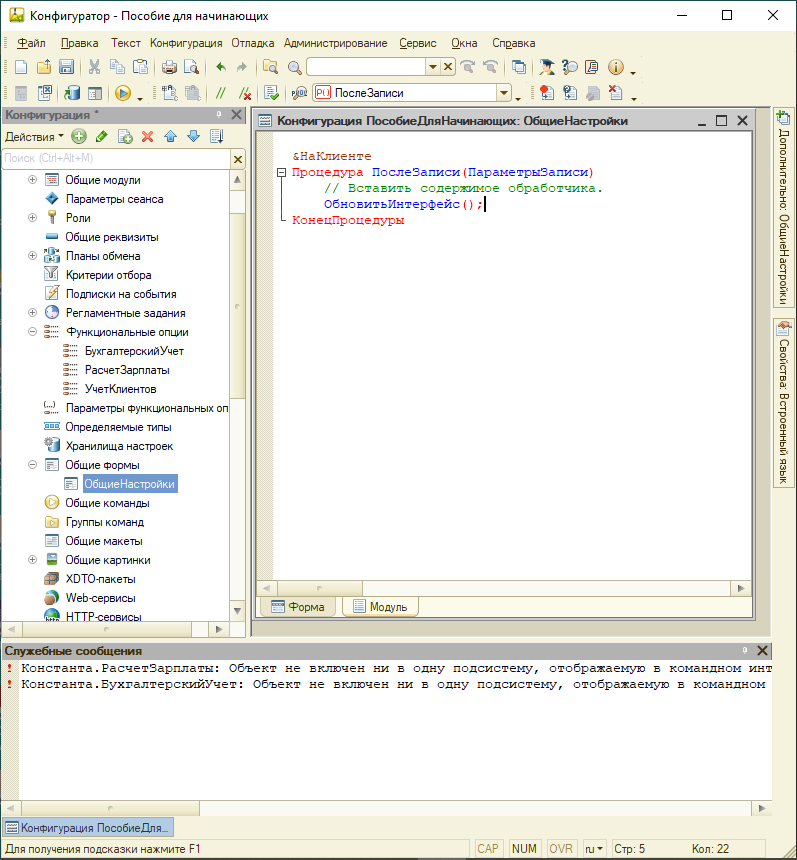 Конфигуратор - Пособие для начинающих
Файл Правка Текст Конфигурация Отладка Администрирование Сервис Окна Справка
ПослеЗаписи
Конфигурация *
Действия
Поиск (Ctrl+Alt+M)
Общие модули
Параметры сеанса
Роли
Общие реквизиты
Планы обмена
Критерии отбора
Подписки на события
Регламентные задания
Функциональные опции
БухгалтерскийУчет
РасчетЗарплаты
УчетКлиентов
Параметры функциональных оп
Определяемые типы
Хранилища настроек
Общие формы
ОбщиеНастройки
Общие команды
Группы команд
Общие макеты
Общие картинки
XDTO-пакеты
Web-сервисы
HTTP-сервисы
Конфигурация ПособиеДляНачинающих: ОбщиеНастройки
&НаКлиенте
Процедура ПослеЗаписи(ПараметрыЗаписи)
// Вставить содержимое обработчика.
ОбновитьИнтерфейс();
КонецПроцедуры
Форма Модуль
Дополнительно: ОбщиеНастройки
Свойства: Встроенный язык
Служебные сообщения
Константа.РасчетЗарплаты: Объект не включен ни в одну подсистему, отображаемую в командном инт
Константа.БухгалтерскийУчет: Объект не включен ни в одну подсистему, отображаемую в командном
Конфигурация ПособиеДля...
Для получения подсказки нажмите F1 CAP NUM OVR ru Стр: 5 Кол: 22